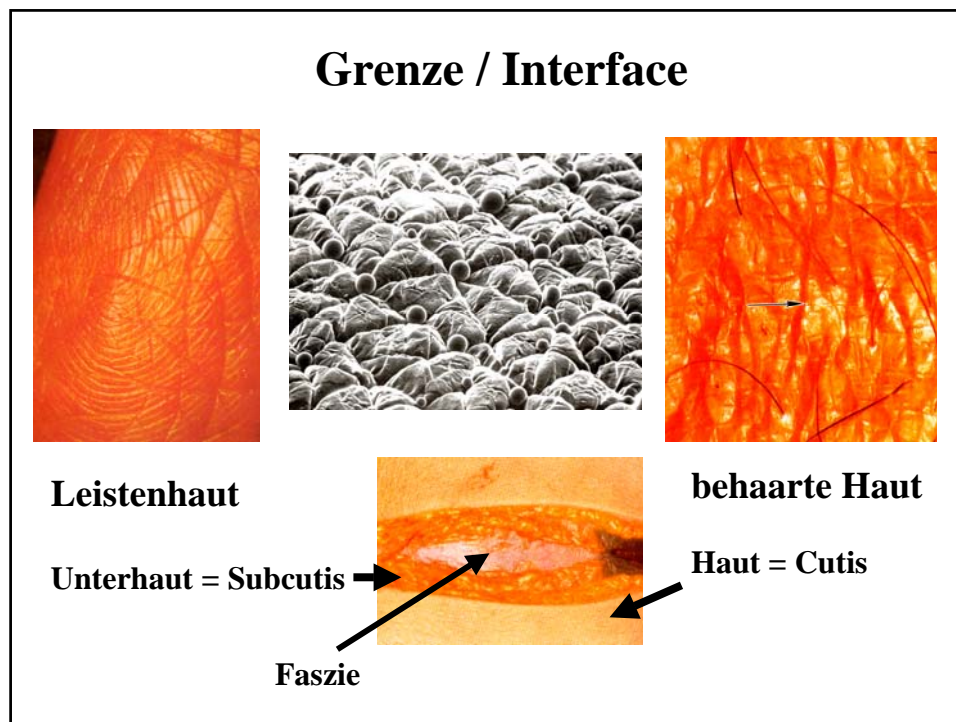 Grenze / Interface
Leistenhaut
behaarte Haut
Unterhaut = Subcutis
Haut = Cutis
Faszie